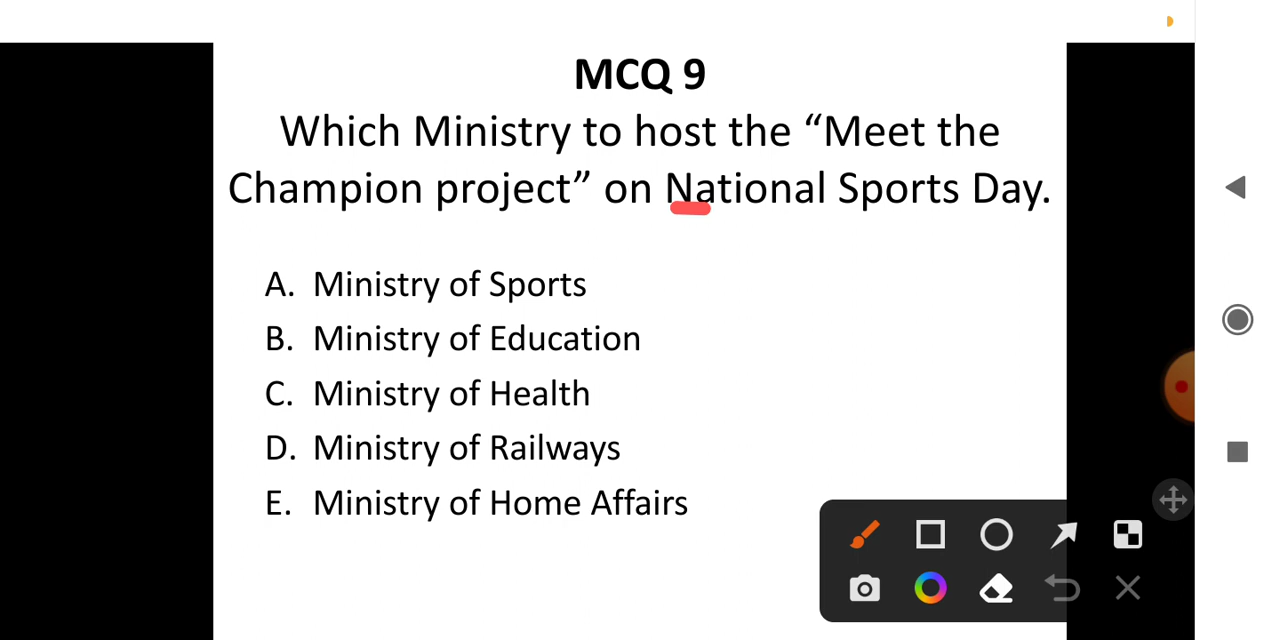 MCQ 9
Which Ministry to host the “Meet the
Champion project” on National Sports Day.
A. Ministry of Sports
B. Ministry of Education
C. Ministry of Health
D. Ministry of Railways
E. Ministry of Home Affairs